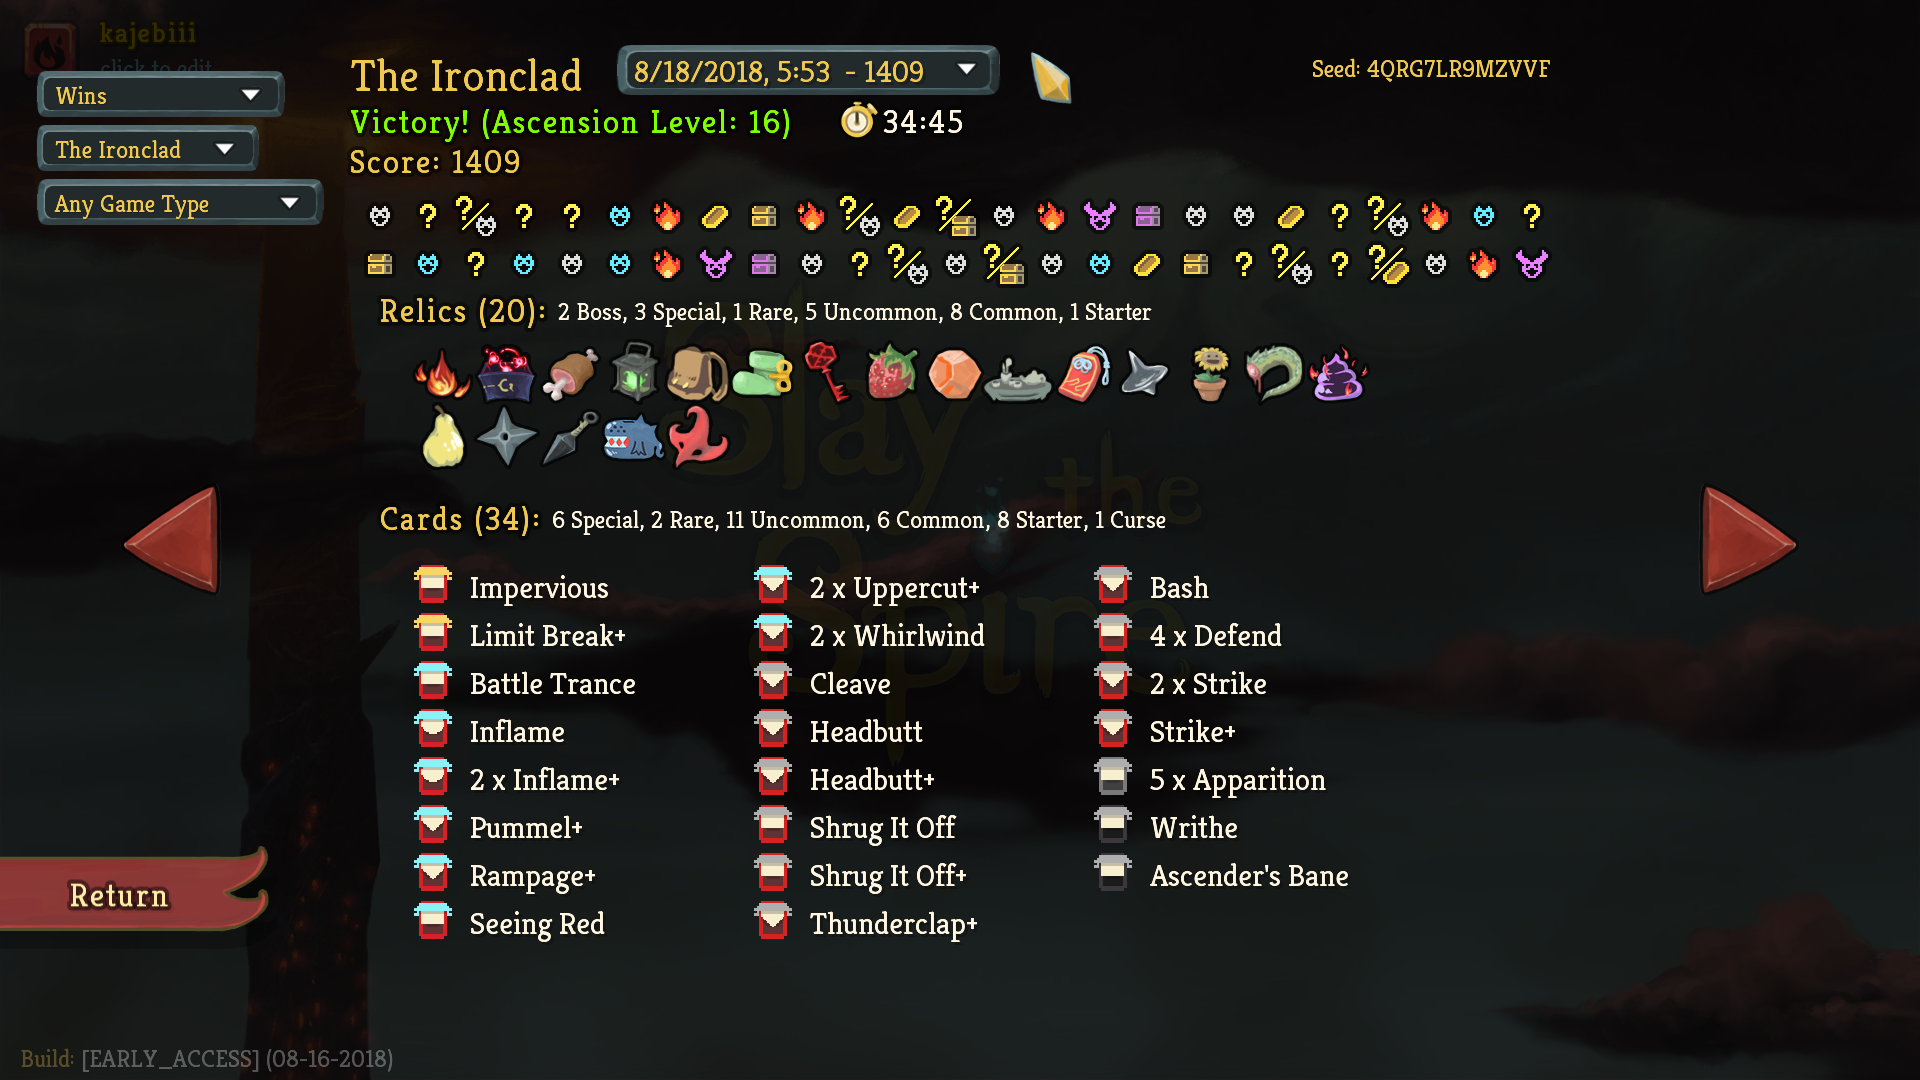 kajebiii
click to edit
Wins
The Ironclad
Any Game Type
The Ironclad
8/18/2018, 5:53 - 1409
Seed: 4QRG7LR9MZVVF
Victory! (Ascension Level: 16)
34:45
Score: 1409
Relics (20): 2 Boss, 3 Special, 1 Rare, 5 Uncommon, 8 Common, 1 Starter
Slay
the
Spire
Cards (34): 6 Special, 2 Rare, 11 Uncommon, 6 Common, 8 Starter, 1 Curse
Impervious
Limit Break+
Battle Trance
Inflame
2 x Inflame+
Pummel+
Rampage+
Seeing Red
2 x Uppercut+
2 x Whirlwind
Cleave
Headbutt
Headbutt+
Shrug It Off
Shrug It Off+
Thunderclap+
Bash
4 x Defend
2 x Strike
Strike+
5 x Apparition
Writhe
Ascender's Bane
Return
Build: [EARLY_ACCESS] (08-16-2018)